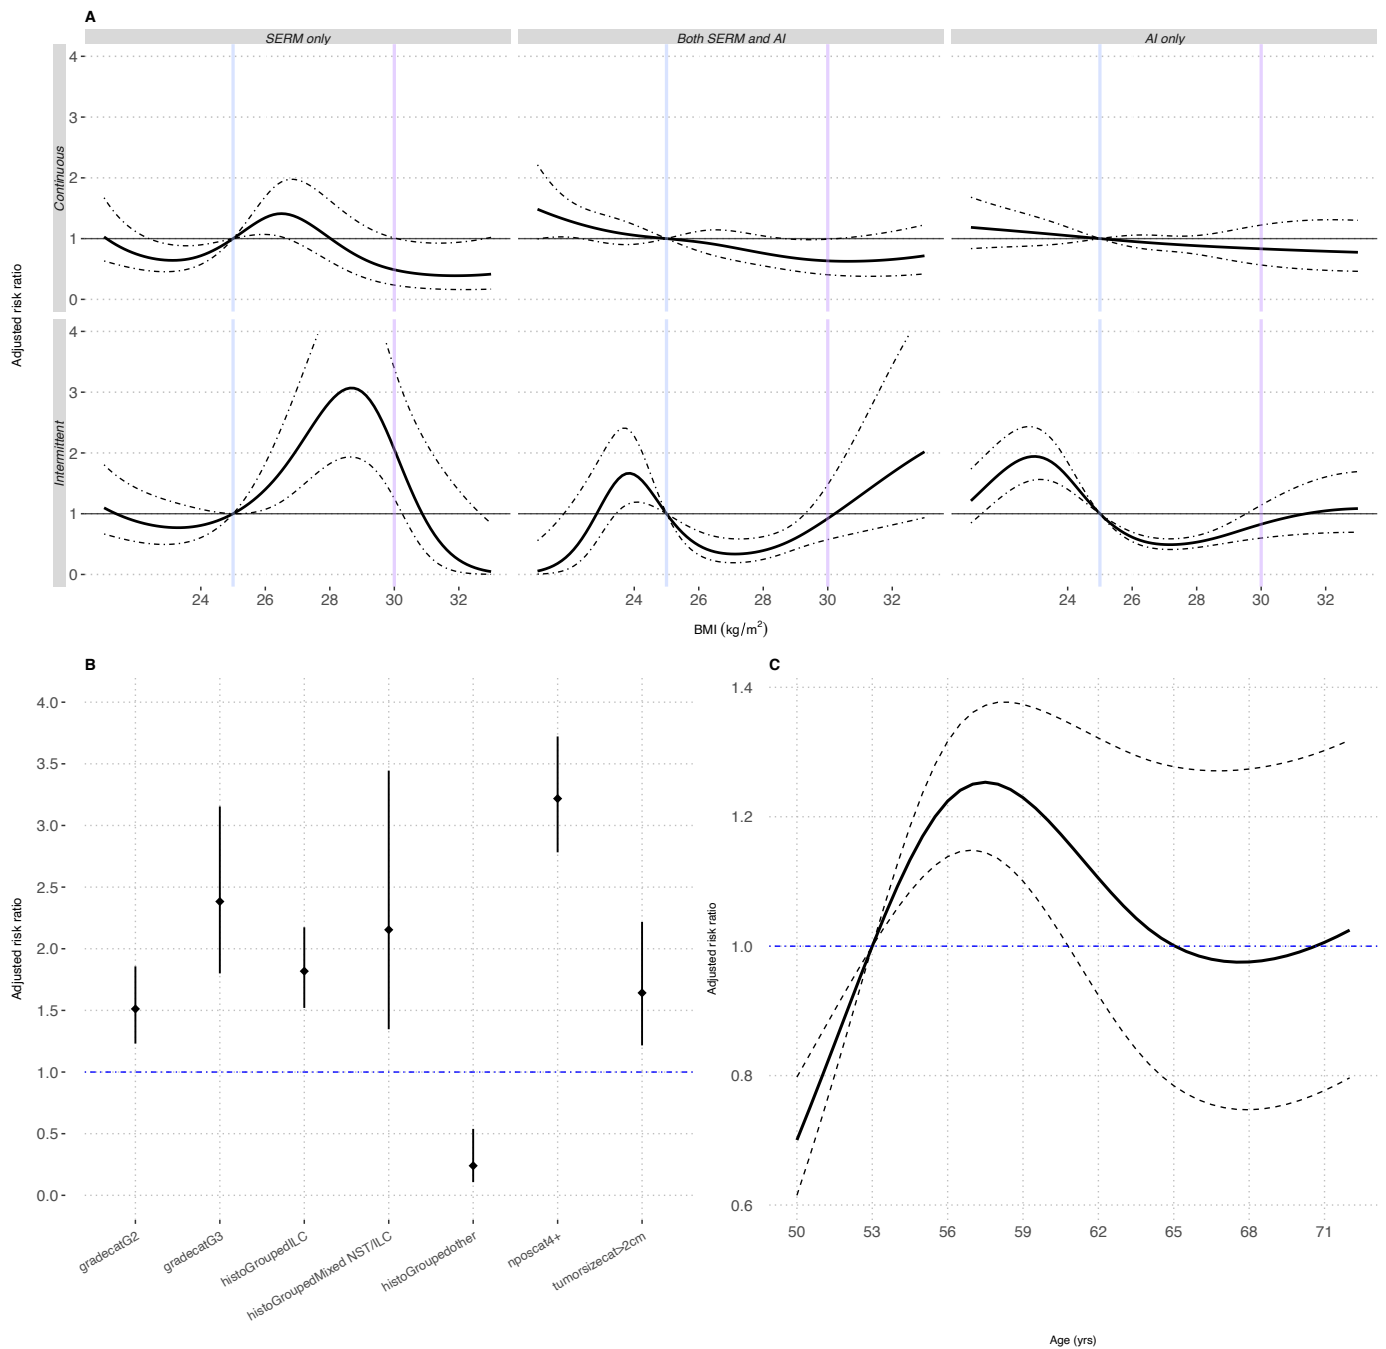 A
SERM only
Both SERM and AI
AI only
Adjusted risk ratio
Continuous
4
3
2
1
0
Intermittent
4
3
2
1
0
24 26 28 30 32
24 26 28 30 32
24 26 28 30 32
BMI (kg/m²)
B
Adjusted risk ratio
4.0
3.5
3.0
2.5
2.0
1.5
1.0
0.5
0.0
gradecatG2
gradecatG3
histoGroupedILC
histoGroupedMixed NST/ILC
histoGroupedother
nposcat4+
tumorsizecat>2cm
C
Adjusted risk ratio
1.4
1.2
1.0
0.8
0.6
50 53 56 59 62 65 68 71
Age (yrs)